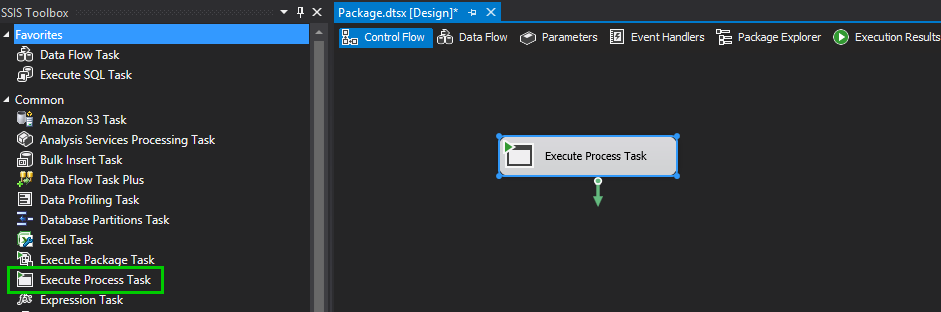 SSIS Toolbox
Favorites
Data Flow Task
Execute SQL Task
Common
Amazon S3 Task
Analysis Services Processing Task
Bulk Insert Task
Data Flow Task Plus
Data Profiling Task
Database Partitions Task
Excel Task
Execute Package Task
Execute Process Task
Expression Task
Package.dtsx [Design]*
Control Flow Data Flow Parameters Event Handlers Package Explorer Execution Results
Execute Process Task